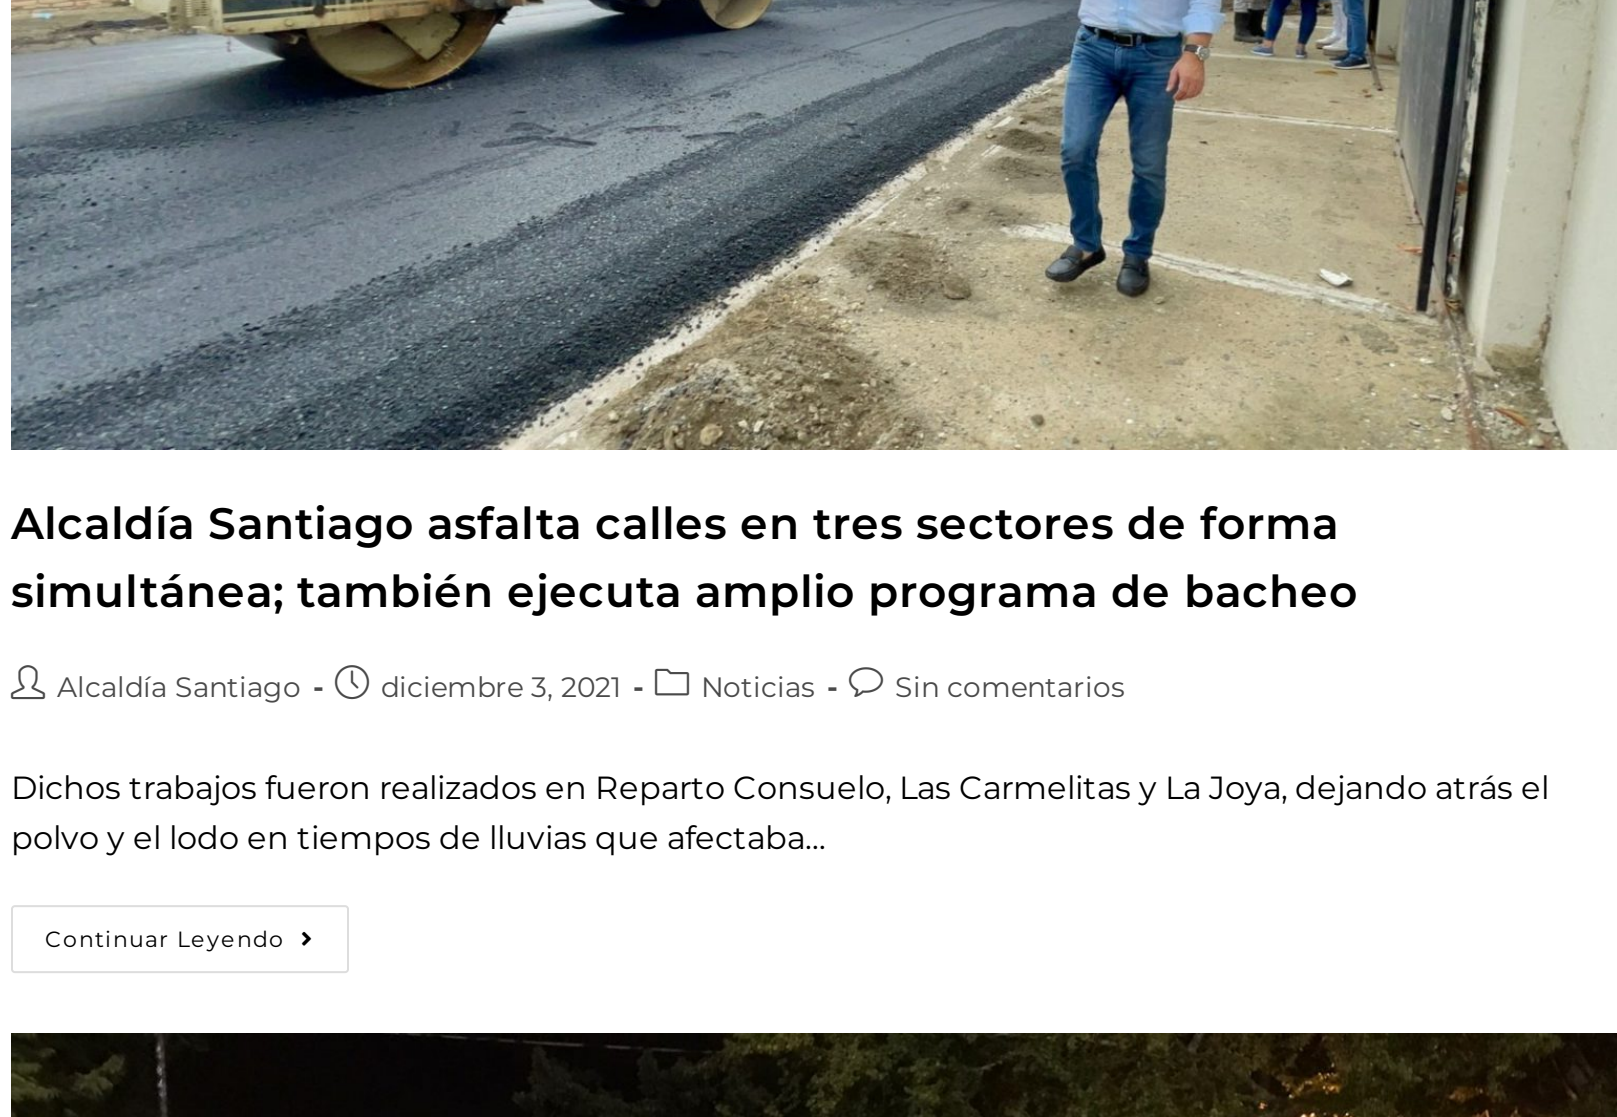 Alcaldía Santiago asfalta calles en tres sectores de forma
simultánea; también ejecuta amplio programa de bacheo
Alcaldía Santiago - diciembre 3, 2021 - Noticias - Sin comentarios
Dichos trabajos fueron realizados en Reparto Consuelo, Las Carmelitas y La Joya, dejando atrás el
polvo y el lodo en tiempos de lluvias que afectaba...
Continuar Leyendo